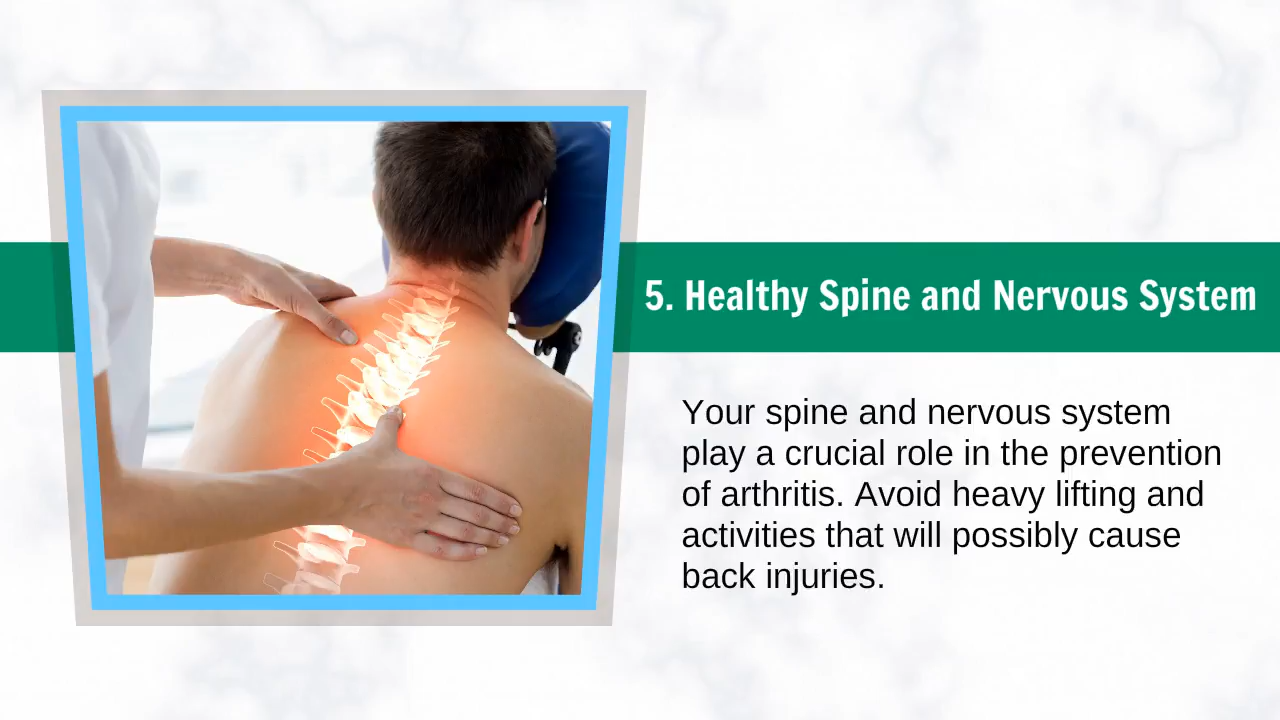 5. Healthy Spine and Nervous System
Your spine and nervous system
play a crucial role in the prevention
of arthritis. Avoid heavy lifting and
activities that will possibly cause
back injuries.